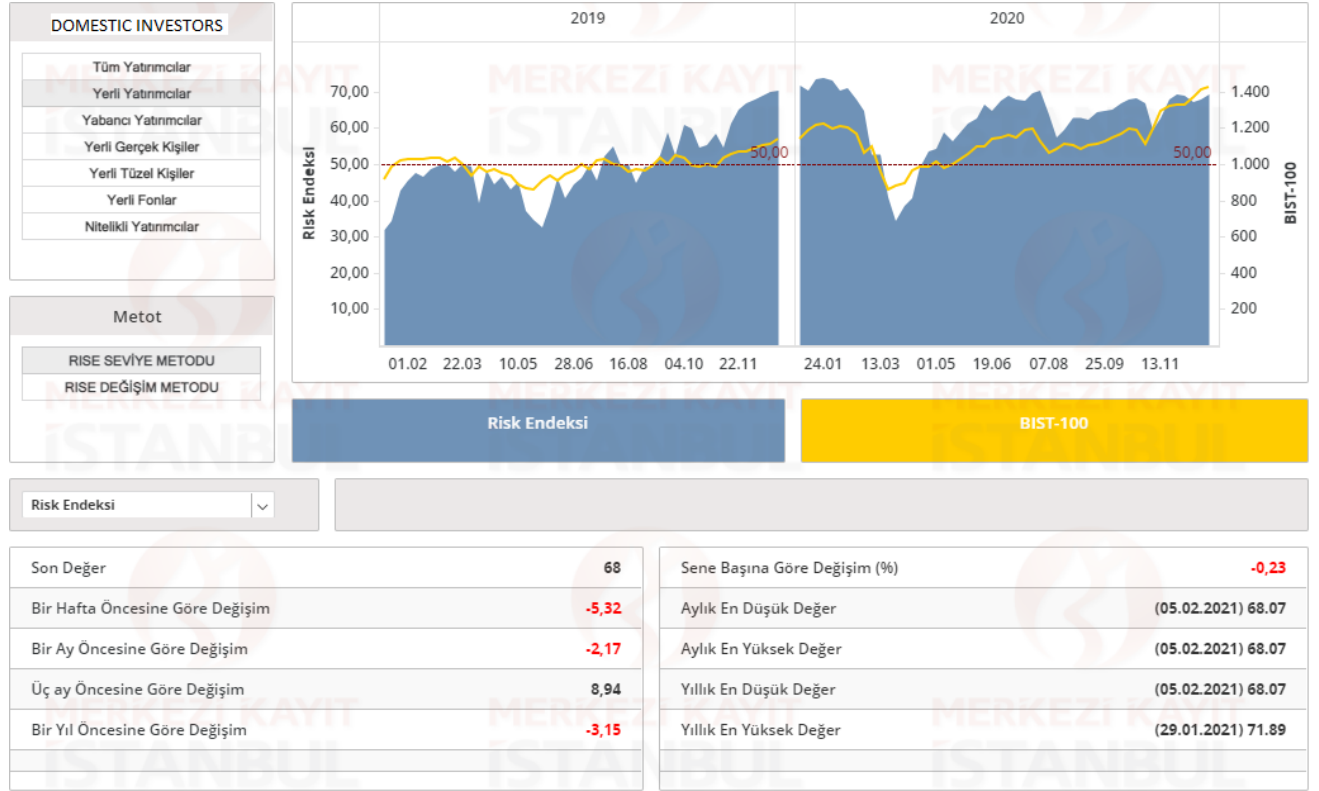 DOMESTIC INVESTORS
Tüm Yatırımcılar
Yerli Yatırımcılar
Yabancı Yatırımcılar
Yerli Gerçek Kişiler
Yerli Tüzel Kişiler
Yerli Fonlar
Nitelikli Yatırımcılar
Metot
RISE SEVİYE METODU
RISE DEĞİŞİM METODU
2019 2020
70,00 1.400
60,00 1.200
50,00 50,00 50,00 1.000
40,00 800
30,00 600
20,00 400
10,00 200
Risk Endeksi
BIST-100
01.02 22.03 10.05 28.06 16.08 04.10 22.11 24.01 13.03 01.05 19.06 07.08 25.09 13.11
Risk Endeksi BIST-100
Risk Endeksi
Son Değer 68
Bir Hafta Öncesine Göre Değişim -5,32
Bir Ay Öncesine Göre Değişim -2,17
Üç ay Öncesine Göre Değişim 8,94
Bir Yıl Öncesine Göre Değişim -3,15
Sene Başına Göre Değişim (%) -0,23
Aylık En Düşük Değer (05.02.2021) 68.07
Aylık En Yüksek Değer (05.02.2021) 68.07
Yıllık En Düşük Değer (05.02.2021) 68.07
Yıllık En Yüksek Değer (29.01.2021) 71.89
MERKEZİ KAYIT
İSTANBUL